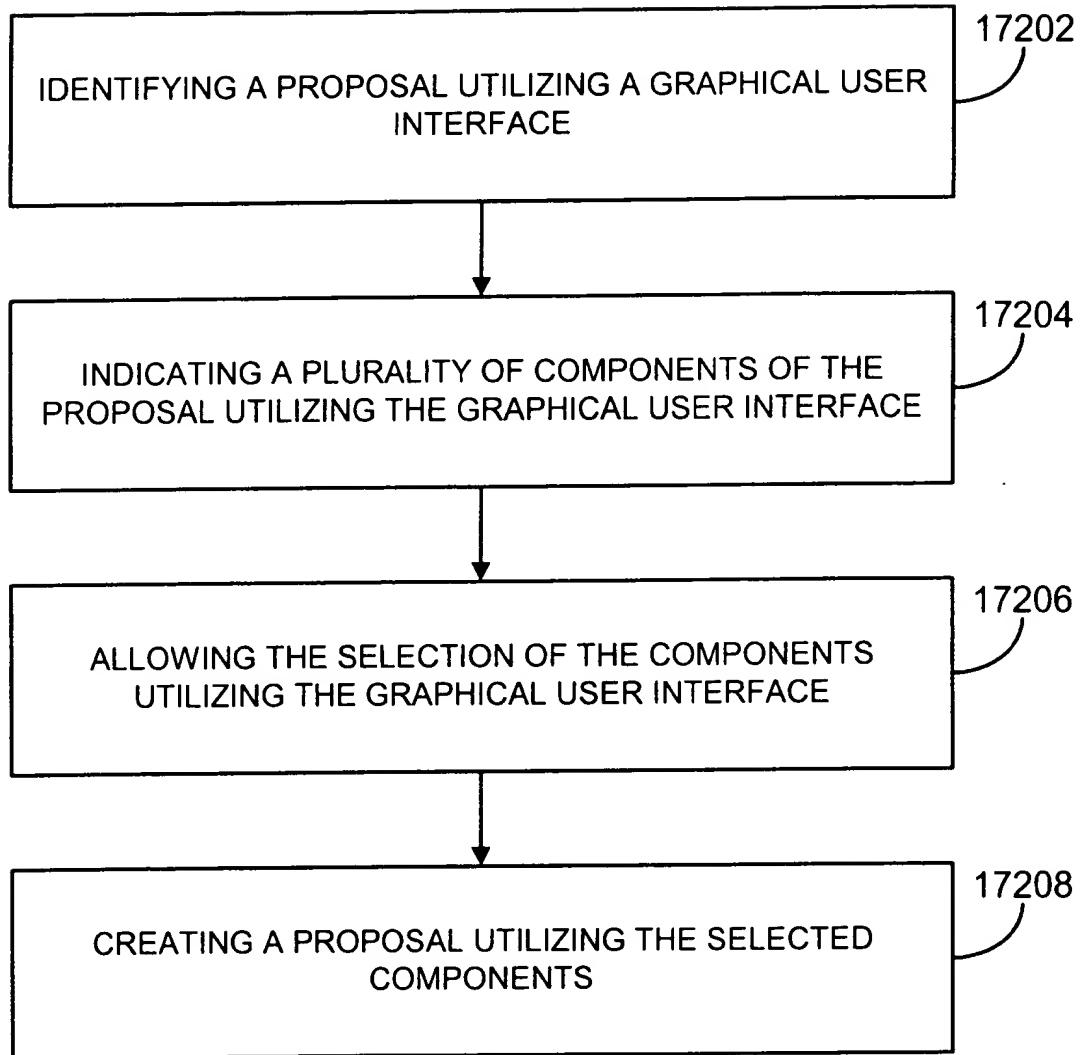 17202
IDENTIFYING A PROPOSAL UTILIZING A GRAPHICAL USER
INTERFACE
17204
INDICATING A PLURALITY OF COMPONENTS OF THE
PROPOSAL UTILIZING THE GRAPHICAL USER INTERFACE
17206
ALLOWING THE SELECTION OF THE COMPONENTS
UTILIZING THE GRAPHICAL USER INTERFACE
17208
CREATING A PROPOSAL UTILIZING THE SELECTED
COMPONENTS